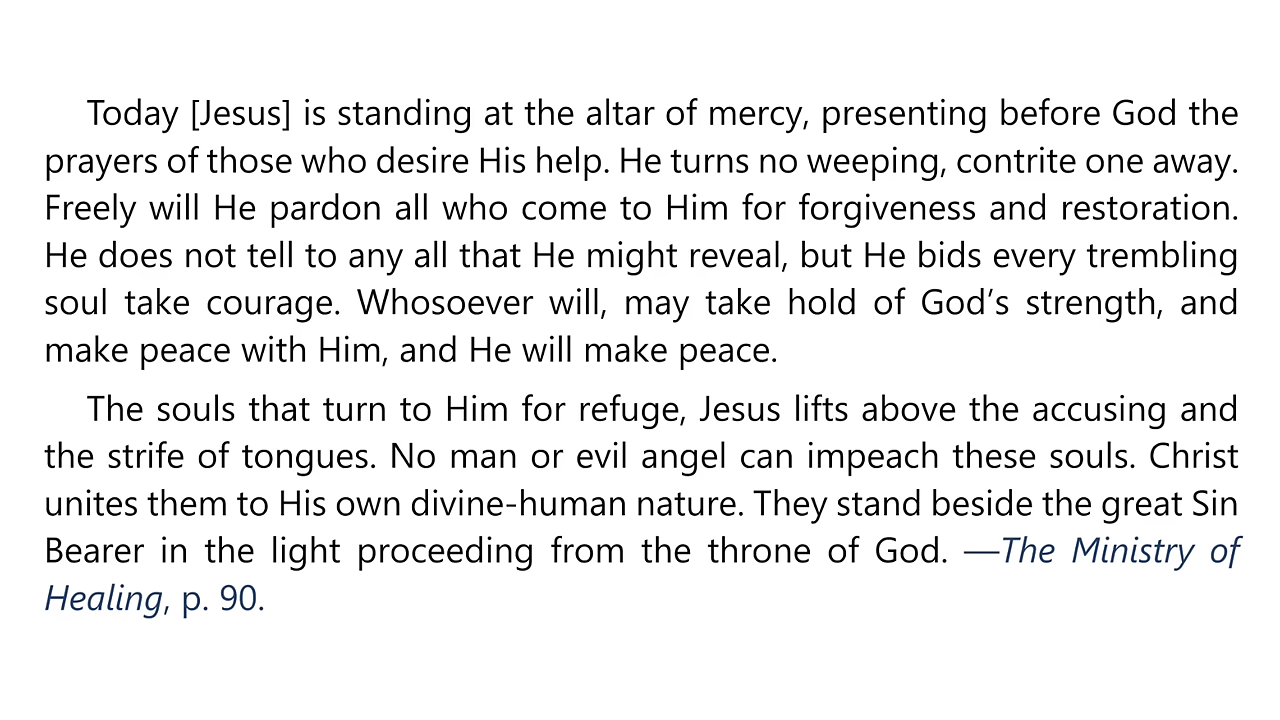 Today [Jesus] is standing at the altar of mercy, presenting before God the
prayers of those who desire His help. He turns no weeping, contrite one away.
Freely will He pardon all who come to Him for forgiveness and restoration.
He does not tell to any all that He might reveal, but He bids every trembling
soul take courage. Whosoever will, may take hold of God’s strength, and
make peace with Him, and He will make peace.
The souls that turn to Him for refuge, Jesus lifts above the accusing and
the strife of tongues. No man or evil angel can impeach these souls. Christ
unites them to His own divine-human nature. They stand beside the great Sin
Bearer in the light proceeding from the throne of God. —The Ministry of
Healing, p. 90.